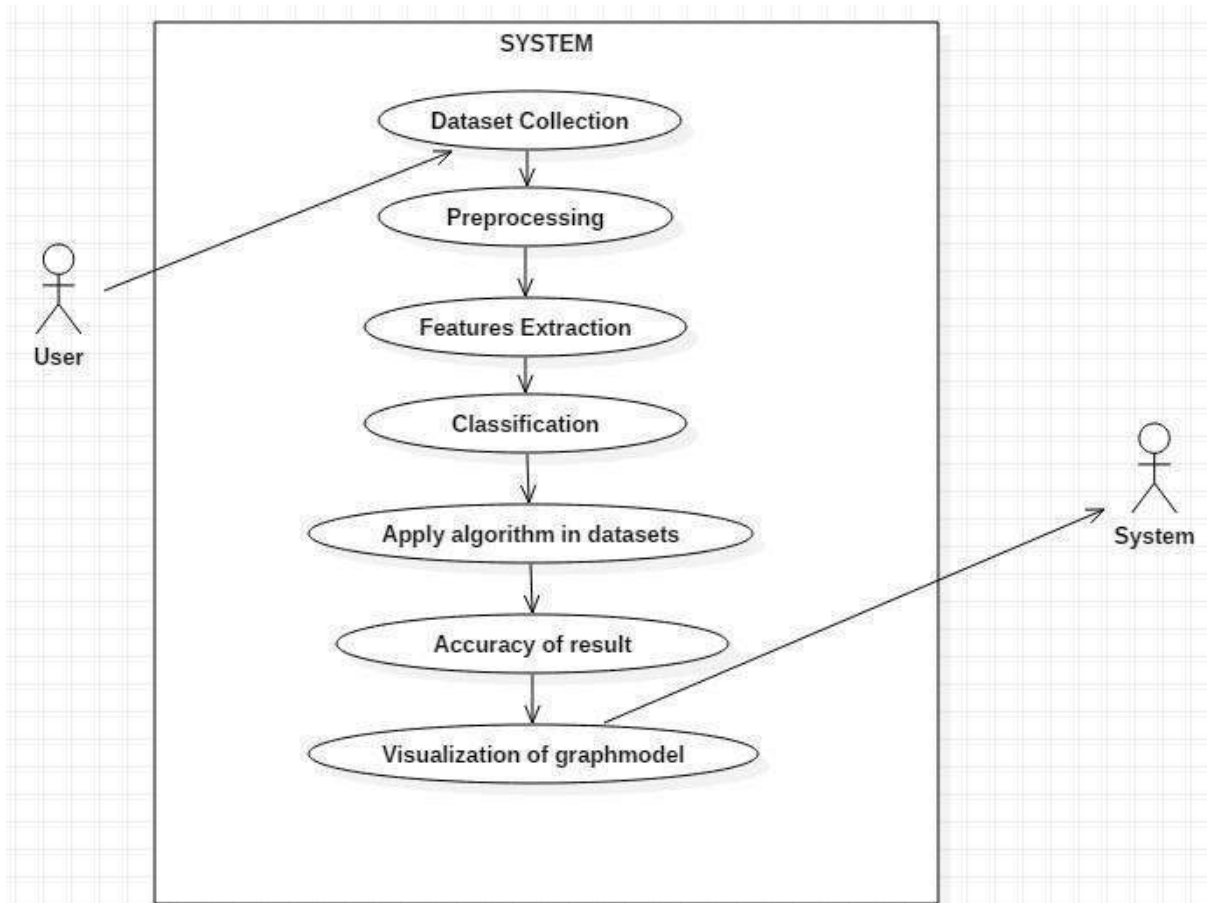 SYSTEM
Dataset Collection
Preprocessing
User
Features Extraction
Classification
System
Apply algorithm in datasets
Accuracy of result
Visualization of graphmodel